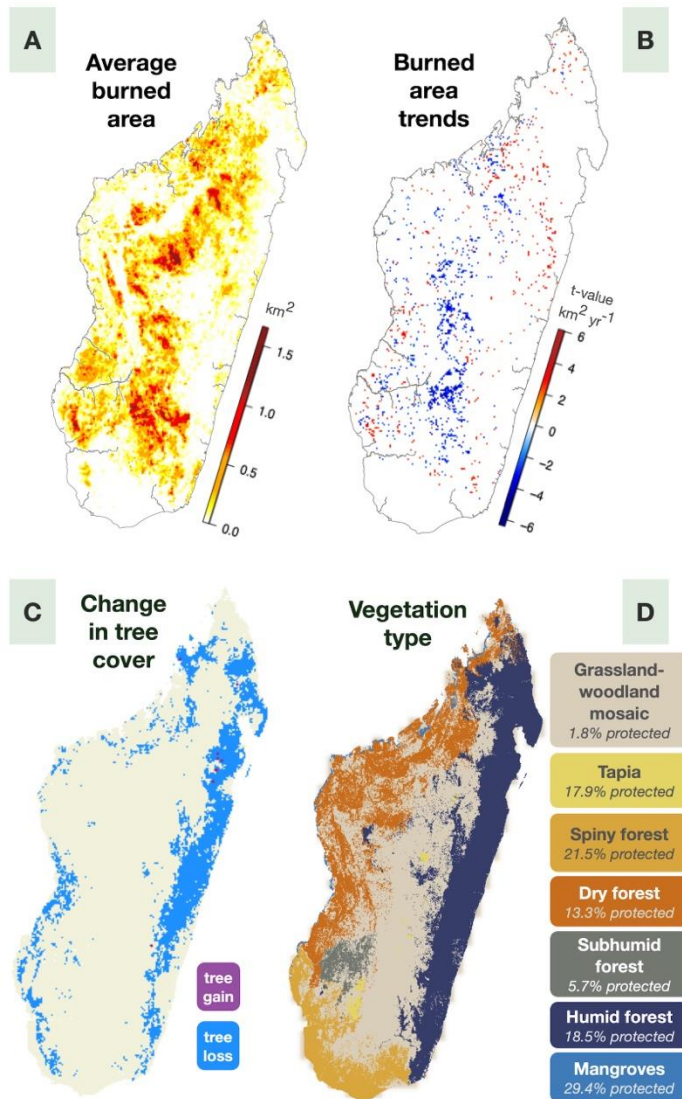 A
Average
burned
area
km²
1.5
1.0
0.5
0.0
B
Burned
area
trends
t-value
km² yr⁻¹
6
4
2
0
−2
−4
−6
C
Change
in tree
cover
tree
gain
tree
loss
D
Vegetation
type
Grassland-
woodland
mosaic
1.8% protected
Tapia
17.9% protected
Spiny forest
21.5% protected
Dry forest
13.3% protected
Subhumid
forest
5.7% protected
Humid forest
18.5% protected
Mangroves
29.4% protected